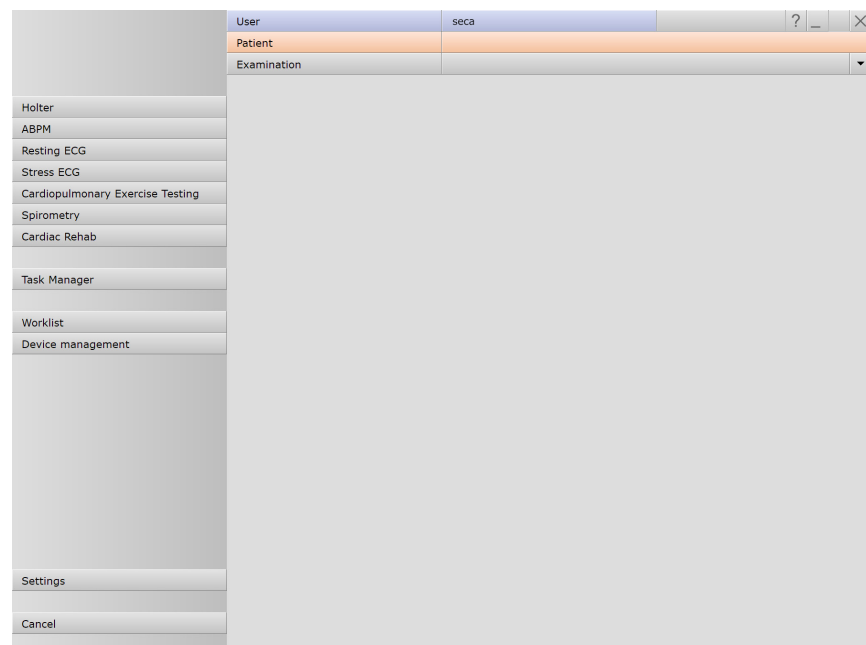 User seca ? _ ×
Patient
Examination
Holter
ABPM
Resting ECG
Stress ECG
Cardiopulmonary Exercise Testing
Spirometry
Cardiac Rehab
Task Manager
Worklist
Device management
Settings
Cancel